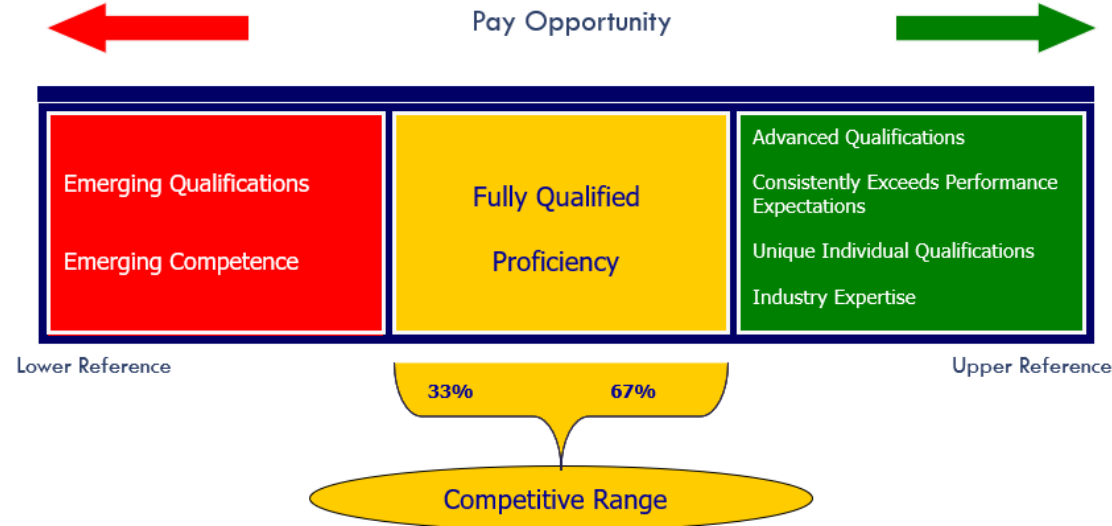 Pay Opportunity
Emerging Qualifications
Emerging Competence
Fully Qualified
Proficiency
Advanced Qualifications
Consistently Exceeds Performance
Expectations
Unique Individual Qualifications
Industry Expertise
Lower Reference
Upper Reference
33%
67%
Competitive Range